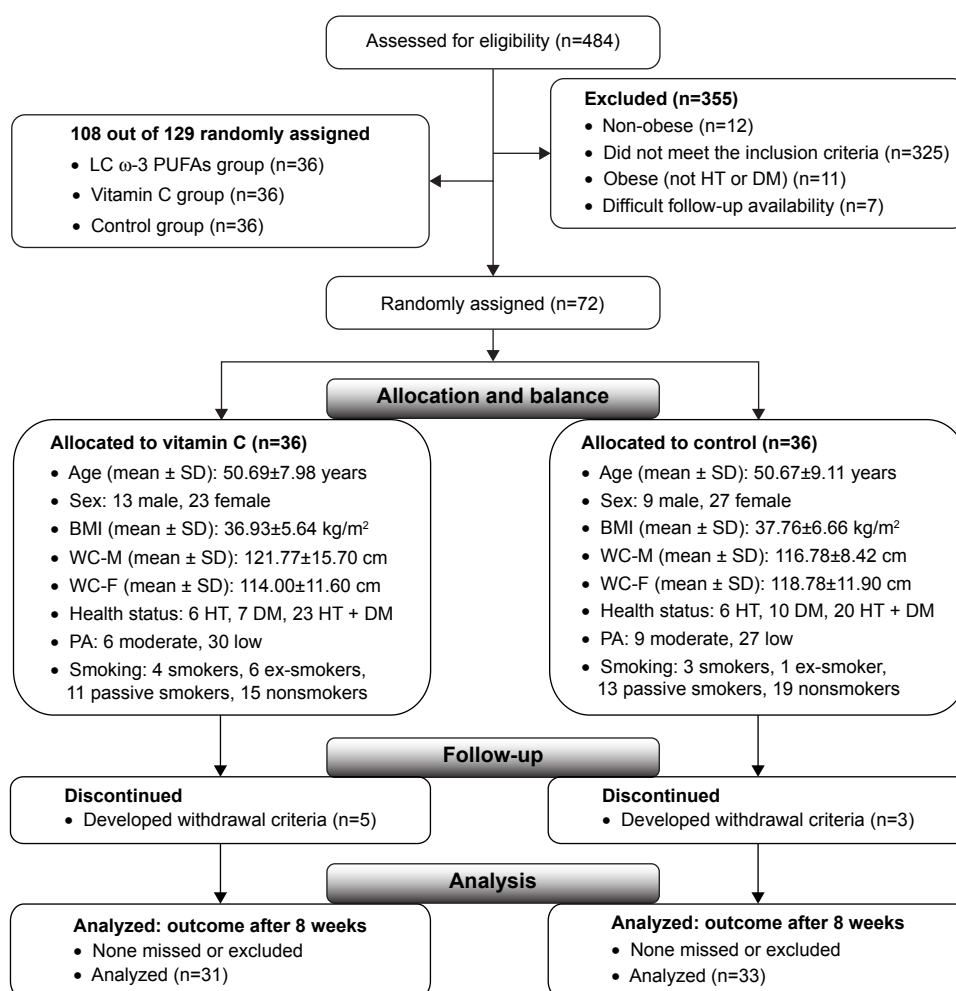 Assessed for eligibility (n=484)
Excluded (n=355)
• Non-obese (n=12)
• Did not meet the inclusion criteria (n=325)
• Obese (not HT or DM) (n=11)
• Difficult follow-up availability (n=7)
108 out of 129 randomly assigned
• LC ω-3 PUFAs group (n=36)
• Vitamin C group (n=36)
• Control group (n=36)
Randomly assigned (n=72)
Allocation and balance
Allocated to vitamin C (n=36)
• Age (mean ± SD): 50.69±7.98 years
• Sex: 13 male, 23 female
• BMI (mean ± SD): 36.93±5.64 kg/m²
• WC-M (mean ± SD): 121.77±15.70 cm
• WC-F (mean ± SD): 114.00±11.60 cm
• Health status: 6 HT, 7 DM, 23 HT + DM
• PA: 6 moderate, 30 low
• Smoking: 4 smokers, 6 ex-smokers,
11 passive smokers, 15 nonsmokers
Allocated to control (n=36)
• Age (mean ± SD): 50.67±9.11 years
• Sex: 9 male, 27 female
• BMI (mean ± SD): 37.76±6.66 kg/m²
• WC-M (mean ± SD): 116.78±8.42 cm
• WC-F (mean ± SD): 118.78±11.90 cm
• Health status: 6 HT, 10 DM, 20 HT + DM
• PA: 9 moderate, 27 low
• Smoking: 3 smokers, 1 ex-smoker,
13 passive smokers, 19 nonsmokers
Follow-up
Discontinued
• Developed withdrawal criteria (n=5)
Discontinued
• Developed withdrawal criteria (n=3)
Analysis
Analyzed: outcome after 8 weeks
• None missed or excluded
• Analyzed (n=31)
Analyzed: outcome after 8 weeks
• None missed or excluded
• Analyzed (n=33)